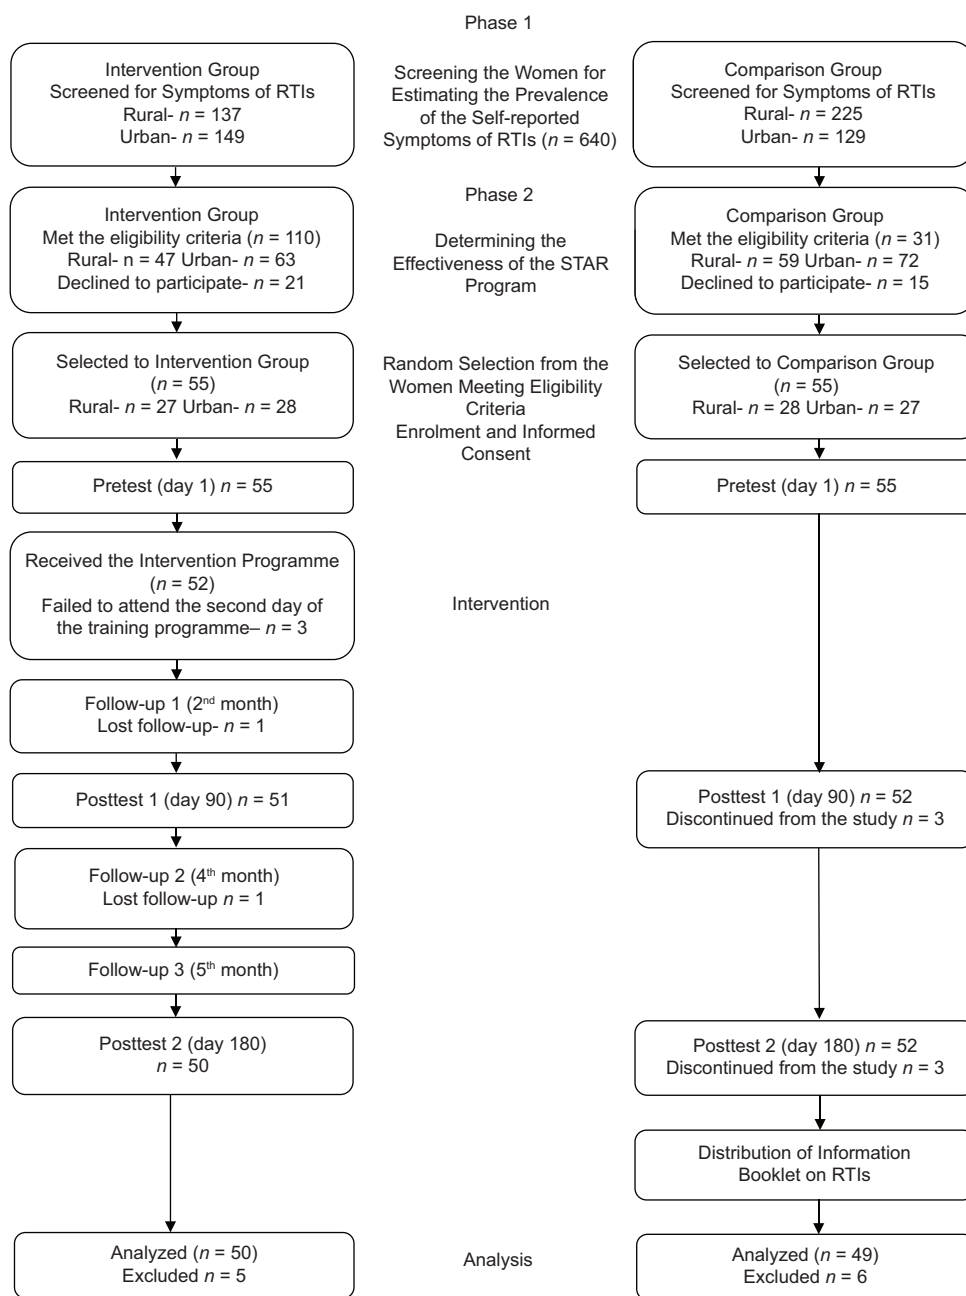 Phase 1
Intervention Group
Screened for Symptoms of RTIs
Rural- n = 137
Urban- n = 149
Screening the Women for
Estimating the Prevalence
of the Self-reported
Symptoms of RTIs (n = 640)
Comparison Group
Screened for Symptoms of RTIs
Rural- n = 225
Urban- n = 129
Phase 2
Intervention Group
Met the eligibility criteria (n = 110)
Rural- n = 47 Urban- n = 63
Declined to participate- n = 21
Determining the
Effectiveness of the STAR
Program
Comparison Group
Met the eligibility criteria (n = 31)
Rural- n = 59 Urban- n = 72
Declined to participate- n = 15
Selected to Intervention Group
(n = 55)
Rural- n = 27 Urban- n = 28
Random Selection from the
Women Meeting Eligibility
Criteria
Enrolment and Informed
Consent
Selected to Comparison Group
(n = 55)
Rural- n = 28 Urban- n = 27
Pretest (day 1) n = 55
Pretest (day 1) n = 55
Received the Intervention Programme
(n = 52)
Failed to attend the second day of
the training programme– n = 3
Intervention
Follow-up 1 (2nd month)
Lost follow-up- n = 1
Posttest 1 (day 90) n = 51
Posttest 1 (day 90) n = 52
Discontinued from the study n = 3
Follow-up 2 (4th month)
Lost follow-up n = 1
Follow-up 3 (5th month)
Posttest 2 (day 180)
n = 50
Posttest 2 (day 180) n = 52
Discontinued from the study n = 3
Distribution of Information
Booklet on RTIs
Analyzed (n = 50)
Excluded n = 5
Analysis
Analyzed (n = 49)
Excluded n = 6